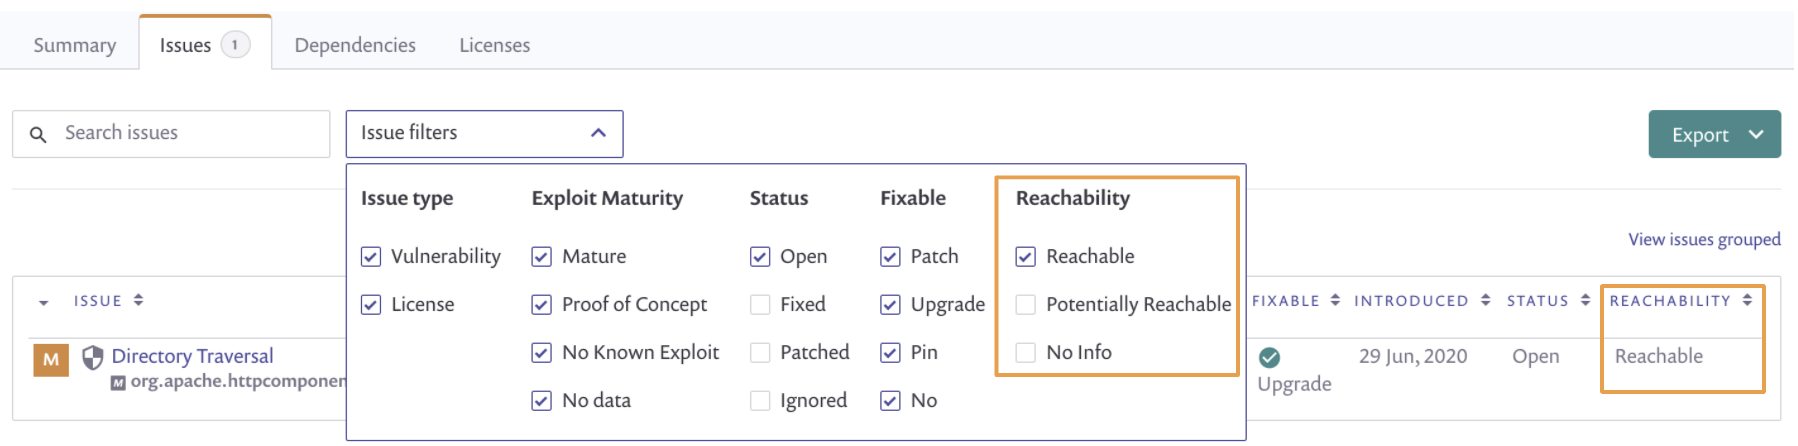 Summary Issues 1 Dependencies Licenses
Search issues Issue filters Export
Issue type Exploit Maturity Status Fixable Reachability
Vulnerability Mature Open Patch Reachable
License Proof of Concept Fixed Upgrade Potentially Reachable
No Known Exploit Patched Pin No Info
No data Ignored No
View issues grouped
ISSUE FIXABLE INTRODUCED STATUS REACHABILITY
M Directory Traversal 29 Jun, 2020 Open Reachable
M org.apache.httpcomponen Upgrade